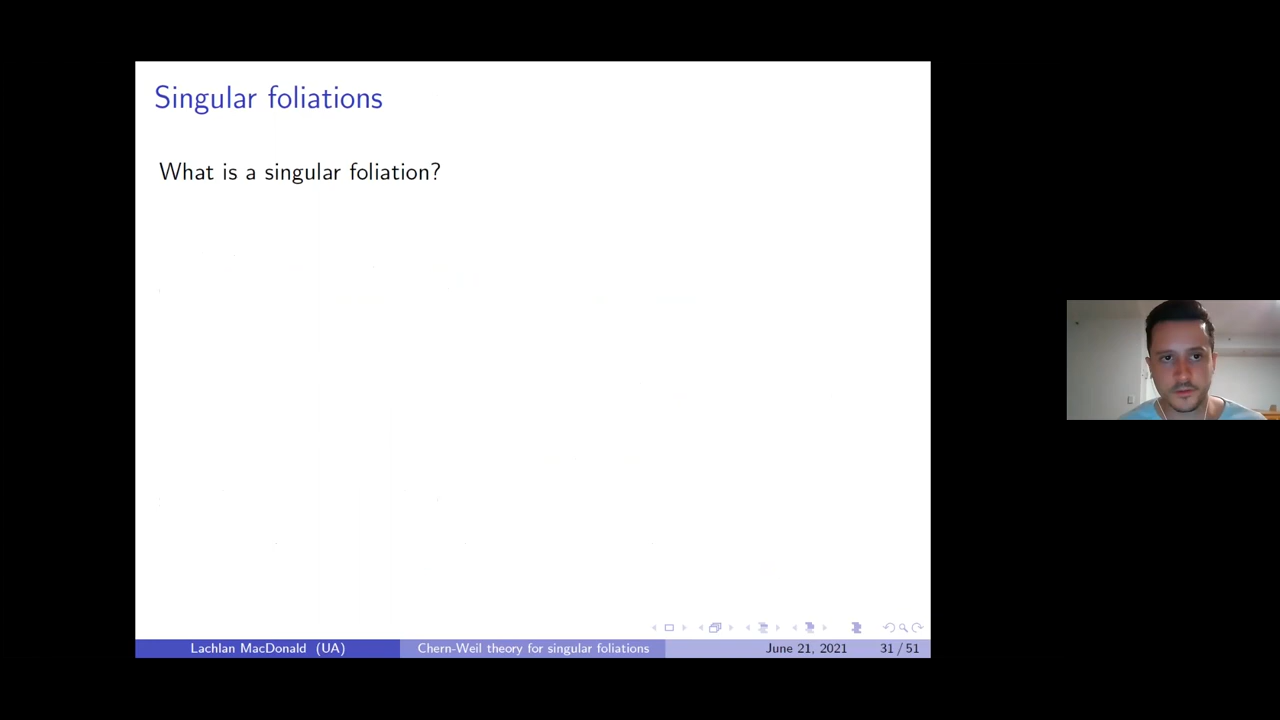 Singular foliations
What is a singular foliation?
Lachlan MacDonald (UA)
Chern-Weil theory for singular foliations
June 21, 2021
31 / 51